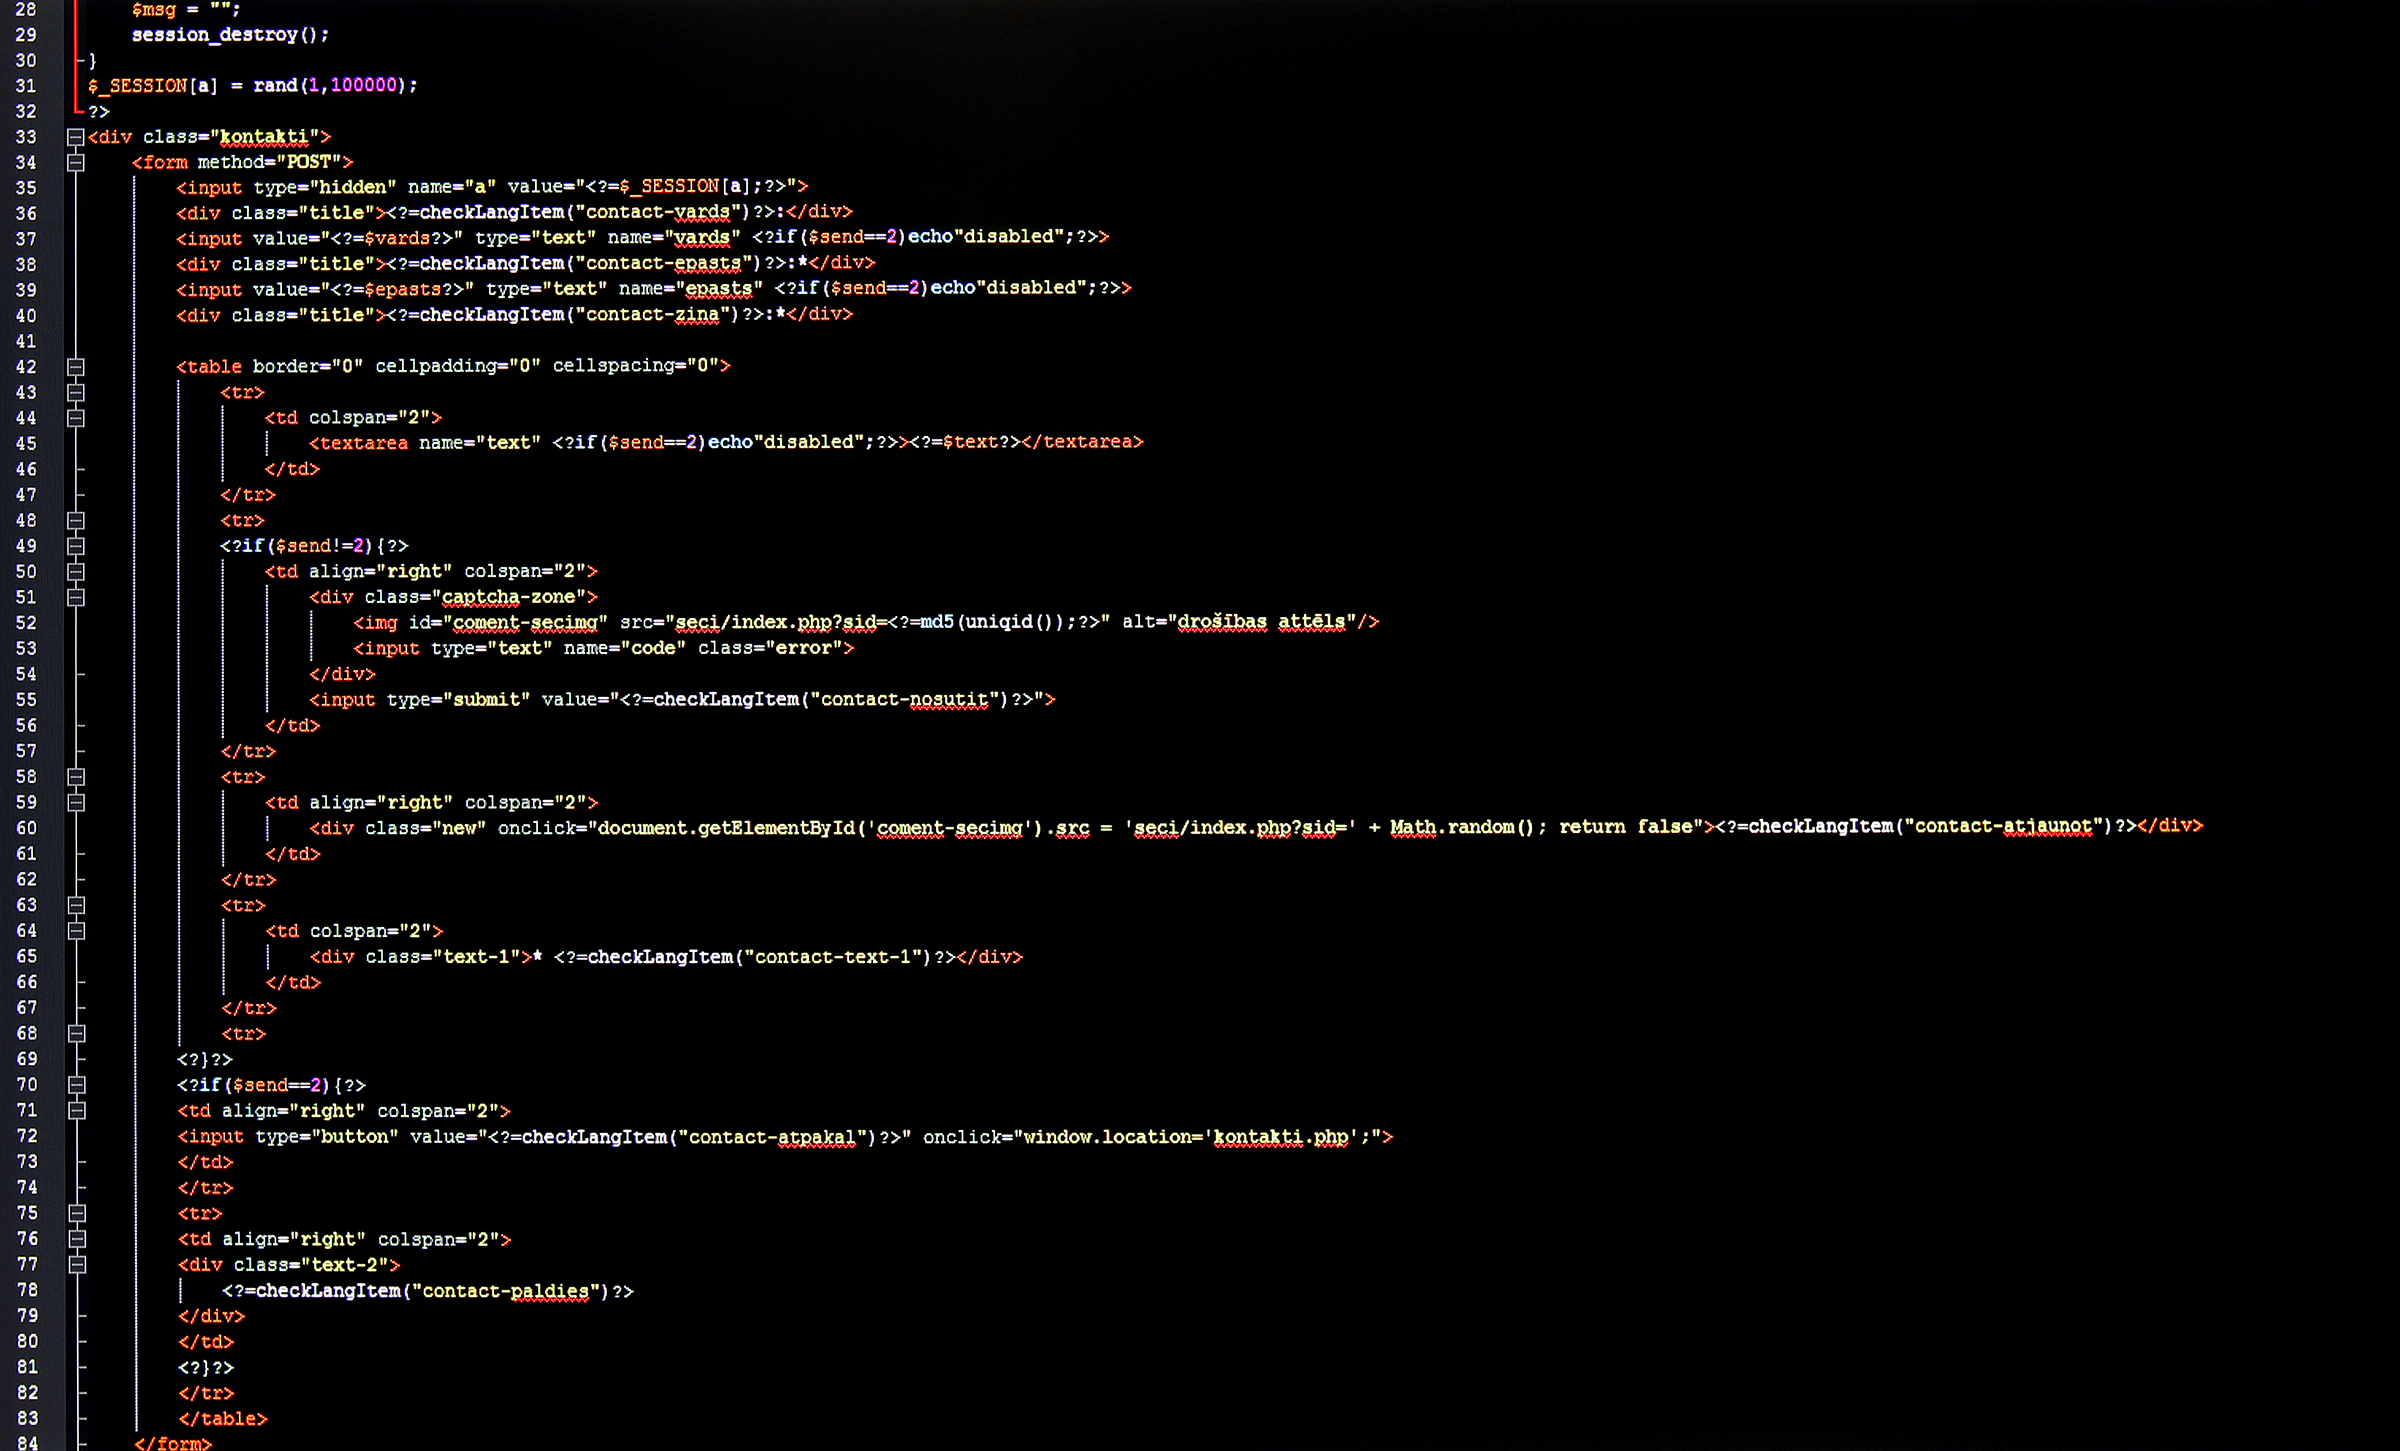 28 $msg = "";
29 session_destroy();
30 }
31 $_SESSION[a] = rand(1,100000);
32 ?>
33 <div class="kontakti">
34 <form method="POST">
35 <input type="hidden" name="a" value="<?=$_SESSION[a];?>">
36 <div class="title"><?=checkLangItem("contact-vards")?>:</div>
37 <input value="<?=$vards?>" type="text" name="vards" <?if($send==2)echo"disabled";?>>
38 <div class="title"><?=checkLangItem("contact-epasts")?>:*</div>
39 <input value="<?=$epasts?>" type="text" name="epasts" <?if($send==2)echo"disabled";?>>
40 <div class="title"><?=checkLangItem("contact-zina")?>:*</div>
41
42 <table border="0" cellpadding="0" cellspacing="0">
43 <tr>
44 <td colspan="2">
45 <textarea name="text" <?if($send==2)echo"disabled";?>><?=$text?></textarea>
46 </td>
47 </tr>
48 <tr>
49 <?if($send!=2){?>
50 <td align="right" colspan="2">
51 <div class="captcha-zone">
52 <img id="coment-secimg" src="seci/index.php?sid=<?=md5(uniqid());?>" alt="drošības attēls"/>
53 <input type="text" name="code" class="error">
54 </div>
55 <input type="submit" value="<?=checkLangItem("contact-nosutit")?>">
56 </td>
57 </tr>
58 <tr>
59 <td align="right" colspan="2">
60 <div class="new" onclick="document.getElementById('coment-secimg').src = 'seci/index.php?sid=' + Math.random(); return false"><?=checkLangItem("contact-atjaunot")?></div>
61 </td>
62 </tr>
63 <tr>
64 <td colspan="2">
65 <div class="text-1">* <?=checkLangItem("contact-text-1")?></div>
66 </td>
67 </tr>
68 <tr>
69 <?}?>
70 <?if($send==2){?>
71 <td align="right" colspan="2">
72 <input type="button" value="<?=checkLangItem("contact-atpakal")?>" onclick="window.location='kontakti.php';">
73 </td>
74 </tr>
75 <tr>
76 <td align="right" colspan="2">
77 <div class="text-2">
78 <?=checkLangItem("contact-paldies")?>
79 </div>
80 </td>
81 <?}?>
82 </tr>
83 </table>
84 </form>